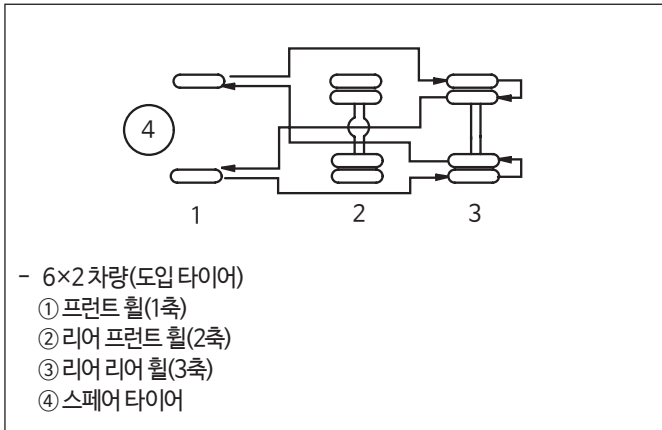 4
1 2 3
- 6×2 차량(도입 타이어)
① 프런트 휠(1축)
② 리어 프런트 휠(2축)
③ 리어 리어 휠(3축)
④ 스페어 타이어